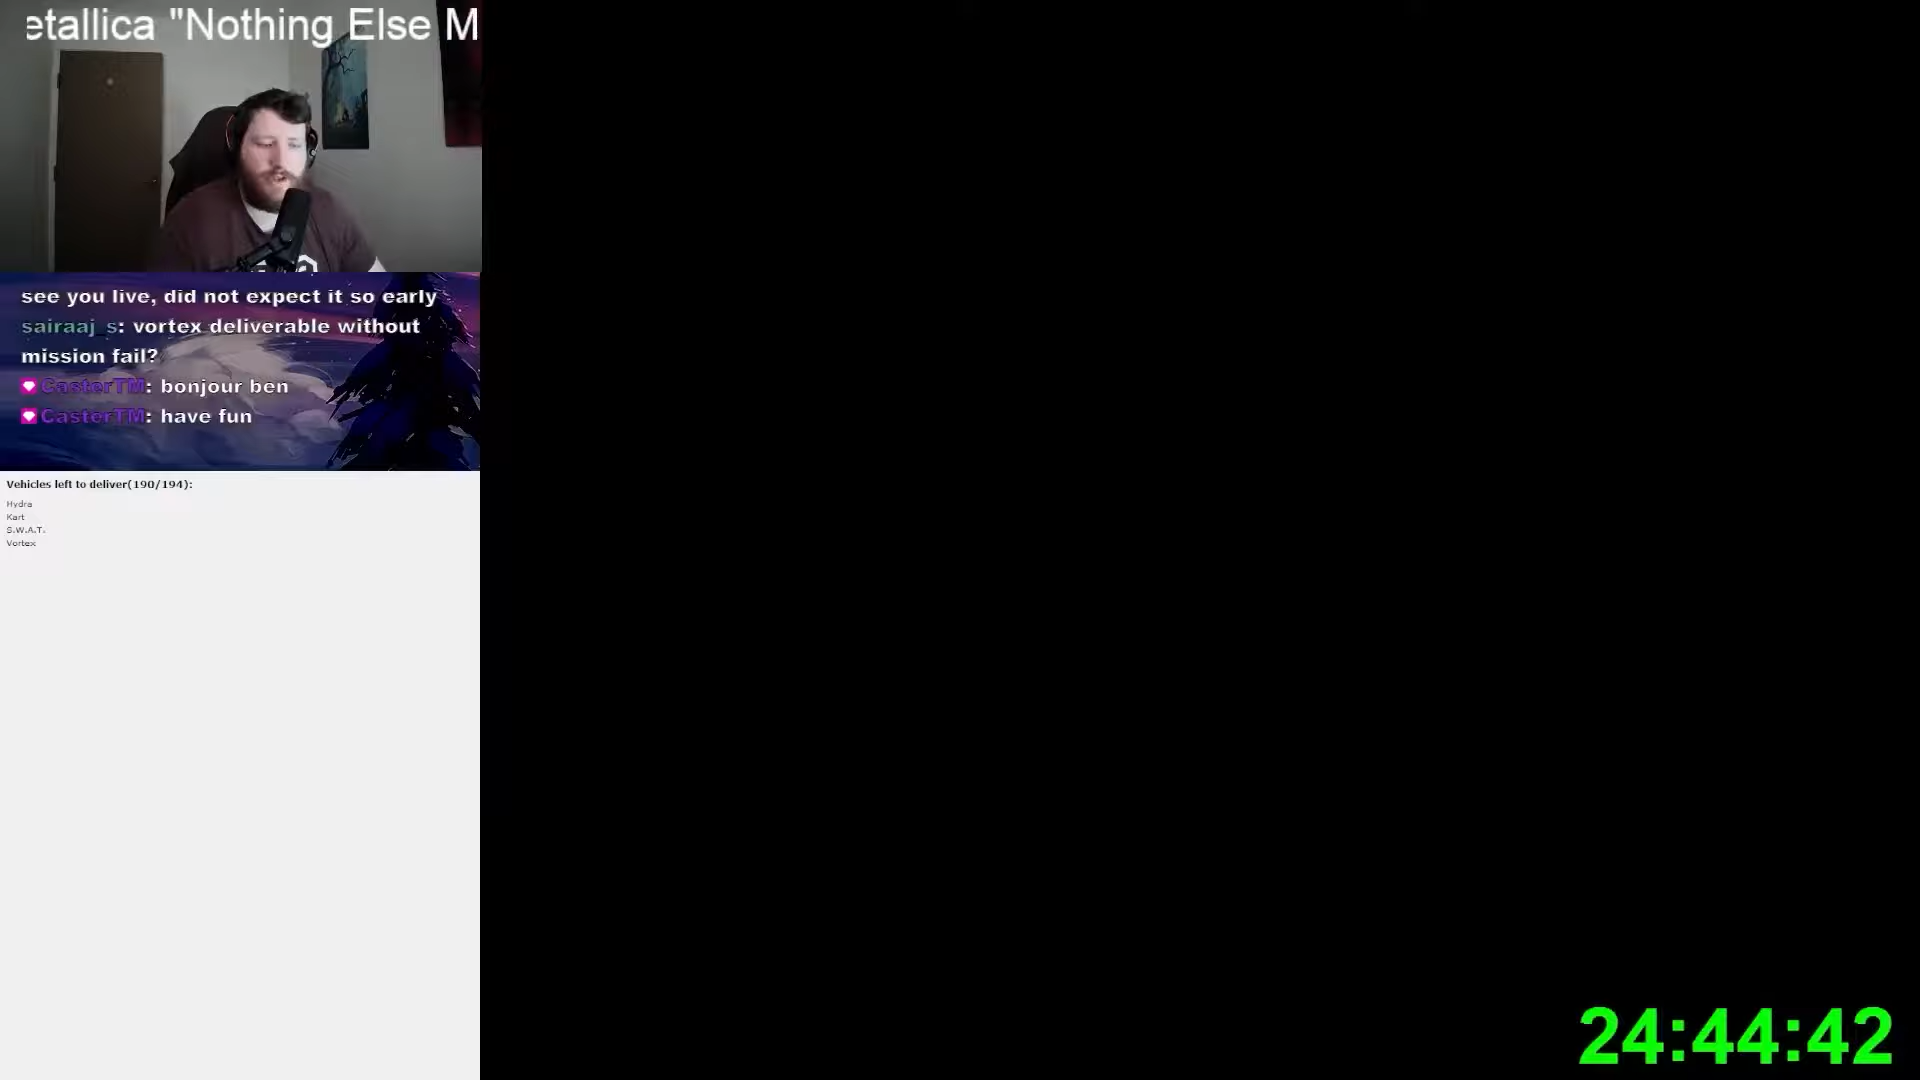 etallica "Nothing Else M
see you live, did not expect it so early
sairaaj_s: vortex deliverable without
mission fail?
CasterTM: bonjour ben
CasterTM: have fun
Vehicles left to deliver(190/194):
Hydra
Kart
S.W.A.T.
Vortex
24:44:42